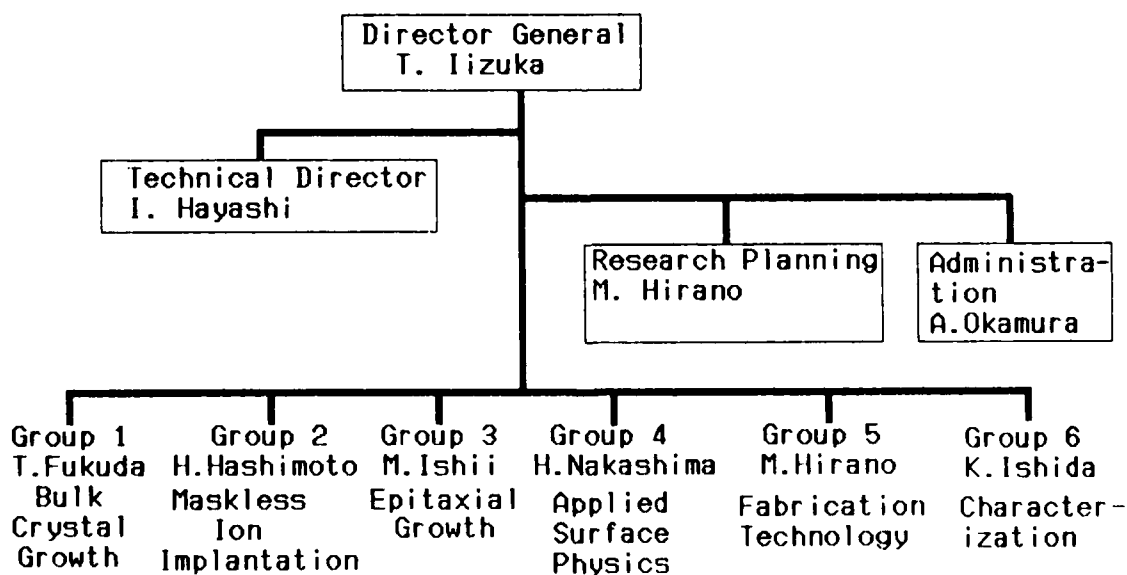 Director General
T. Iizuka
Technical Director
I. Hayashi
Research Planning
M. Hirano
Administra-
tion
A.Okamura
Group 1
T.Fukuda
Bulk
Crystal
Growth
Group 2
H.Hashimoto
Maskless
Ion
Implantation
Group 3
M.Ishii
Epitaxial
Growth
Group 4
H.Nakashima
Applied
Surface
Physics
Group 5
M.Hirano
Fabrication
Technology
Group 6
K.Ishida
Character-
ization